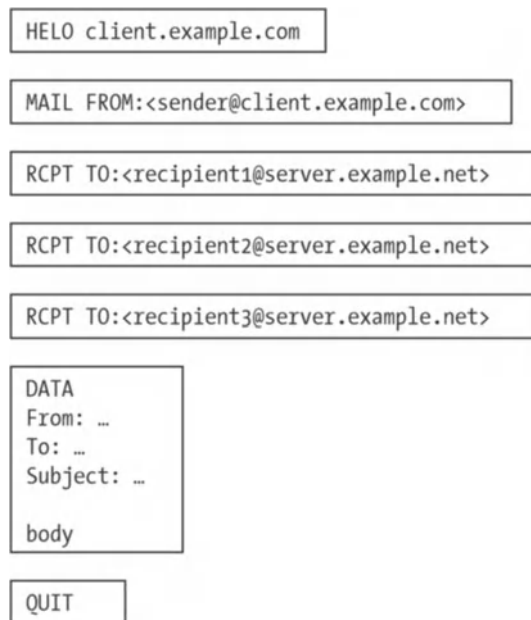 HELO client.example.com
MAIL FROM:<sender@client.example.com>
RCPT TO:<recipient1@server.example.net>
RCPT TO:<recipient2@server.example.net>
RCPT TO:<recipient3@server.example.net>
DATA
From: …
To: …
Subject: …
body
QUIT